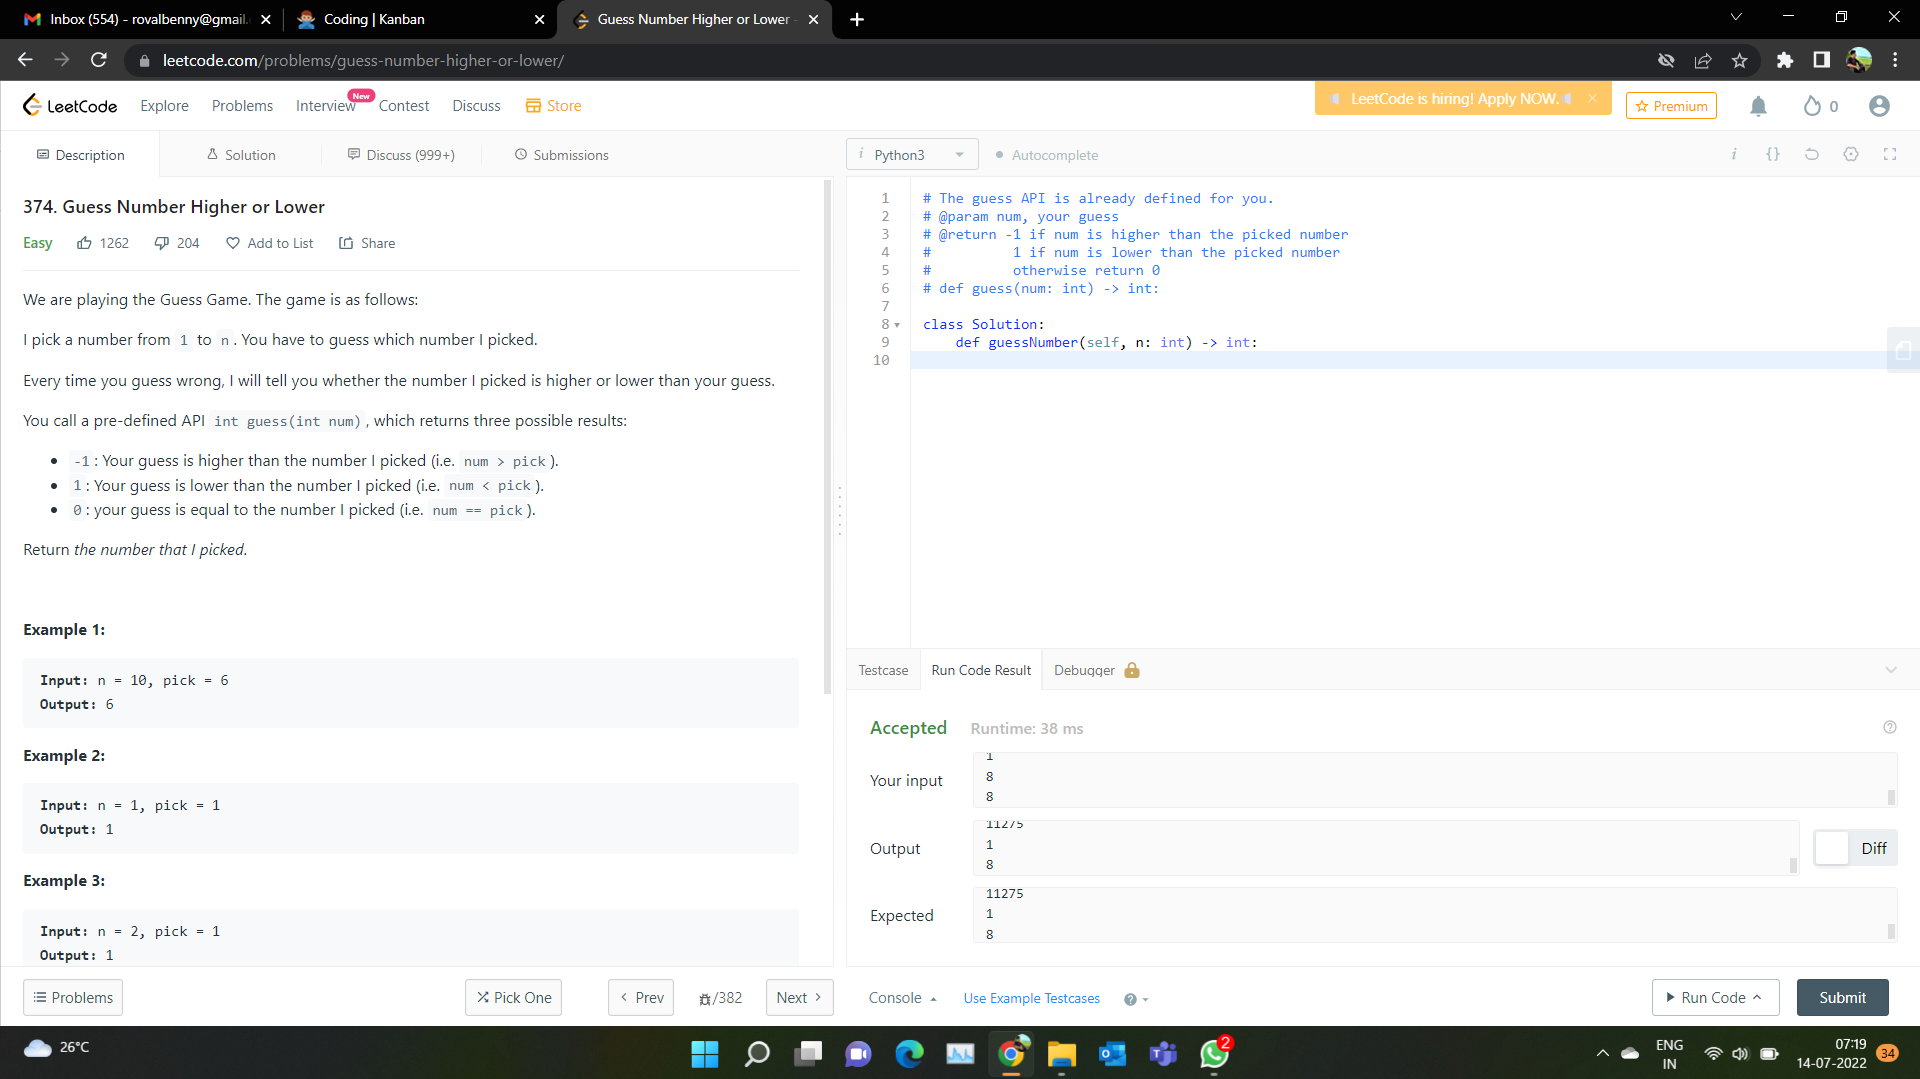 Inbox (554) - rovalbenny@gmail.
Coding | Kanban
Guess Number Higher or Lower -
leetcode.com/problems/guess-number-higher-or-lower/
LeetCode
Explore
Problems
Interview
New
Contest
Discuss
Store
LeetCode is hiring! Apply NOW.
Premium
0
Description
Solution
Discuss (999+)
Submissions
i Python3
Autocomplete
374. Guess Number Higher or Lower
Easy
1262
204
Add to List
Share
We are playing the Guess Game. The game is as follows:
I pick a number from 1 to n. You have to guess which number I picked.
Every time you guess wrong, I will tell you whether the number I picked is higher or lower than your guess.
You call a pre-defined API int guess(int num), which returns three possible results:
-1: Your guess is higher than the number I picked (i.e. num > pick).
1: Your guess is lower than the number I picked (i.e. num < pick).
0: your guess is equal to the number I picked (i.e. num == pick).
Return the number that I picked.
Example 1:
Input: n = 10, pick = 6
Output: 6
Example 2:
Input: n = 1, pick = 1
Output: 1
Example 3:
Input: n = 2, pick = 1
Output: 1
1 # The guess API is already defined for you.
2 # @param num, your guess
3 # @return -1 if num is higher than the picked number
4 #          1 if num is lower than the picked number
5 #          otherwise return 0
6 # def guess(num: int) -> int:
7
8 class Solution:
9     def guessNumber(self, n: int) -> int:
10
Testcase
Run Code Result
Debugger
Accepted
Runtime: 38 ms
Your input
1
8
8
Output
11275
1
8
Diff
Expected
11275
1
8
Problems
Pick One
Prev
/382
Next
Console
Use Example Testcases
Run Code
Submit
26°C
2
ENG
IN
07:19
14-07-2022
34